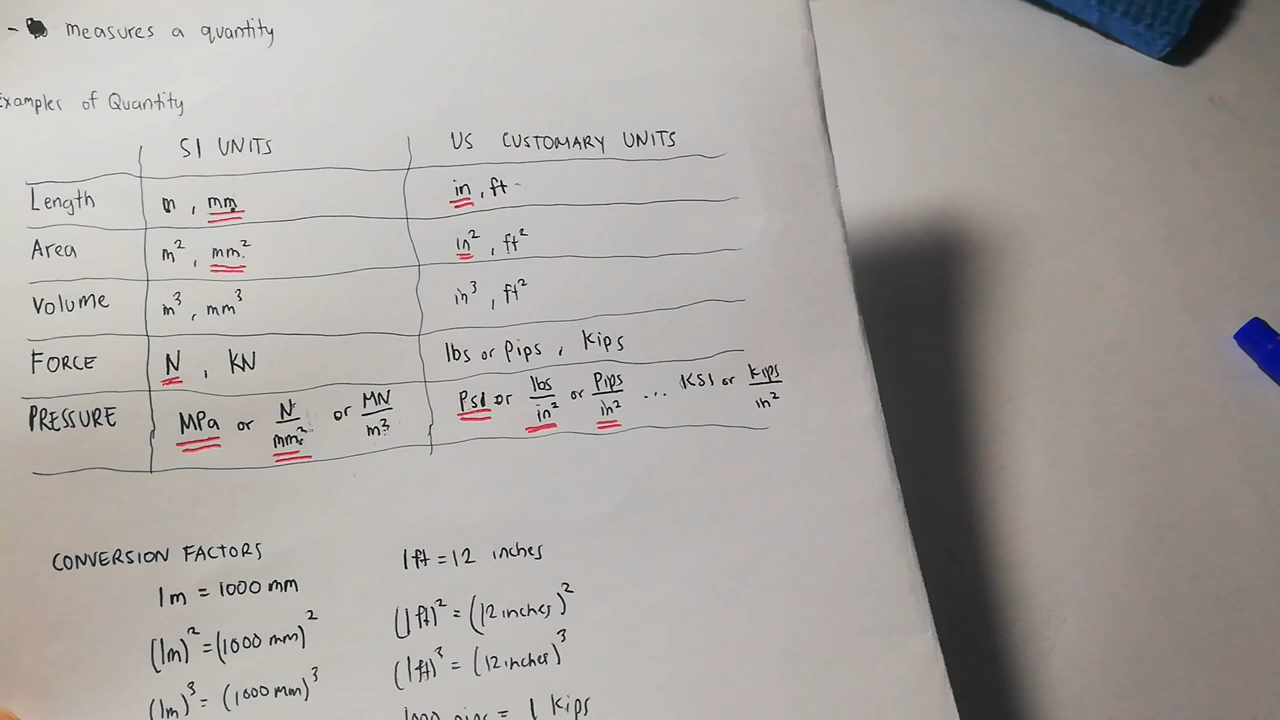 - measures a quantity
Examples of Quantity
SI UNITS US CUSTOMARY UNITS
Length m, mm in, ft
Area m², mm² in², ft²
Volume m³, mm³ in³, ft²
FORCE N, KN lbs or Pips, Kips
PRESSURE MPa or N/mm² or MN/m² Psi or lbs/in² or Pips/in² ... KSI or kips/in²
CONVERSION FACTORS
1m = 1000 mm 1ft = 12 inches
(1m)² = (1000 mm)² (1ft)² = (12 inches)²
(1m)³ = (1000 mm)³ (1ft)³ = (12 inches)³
= 1 Kips